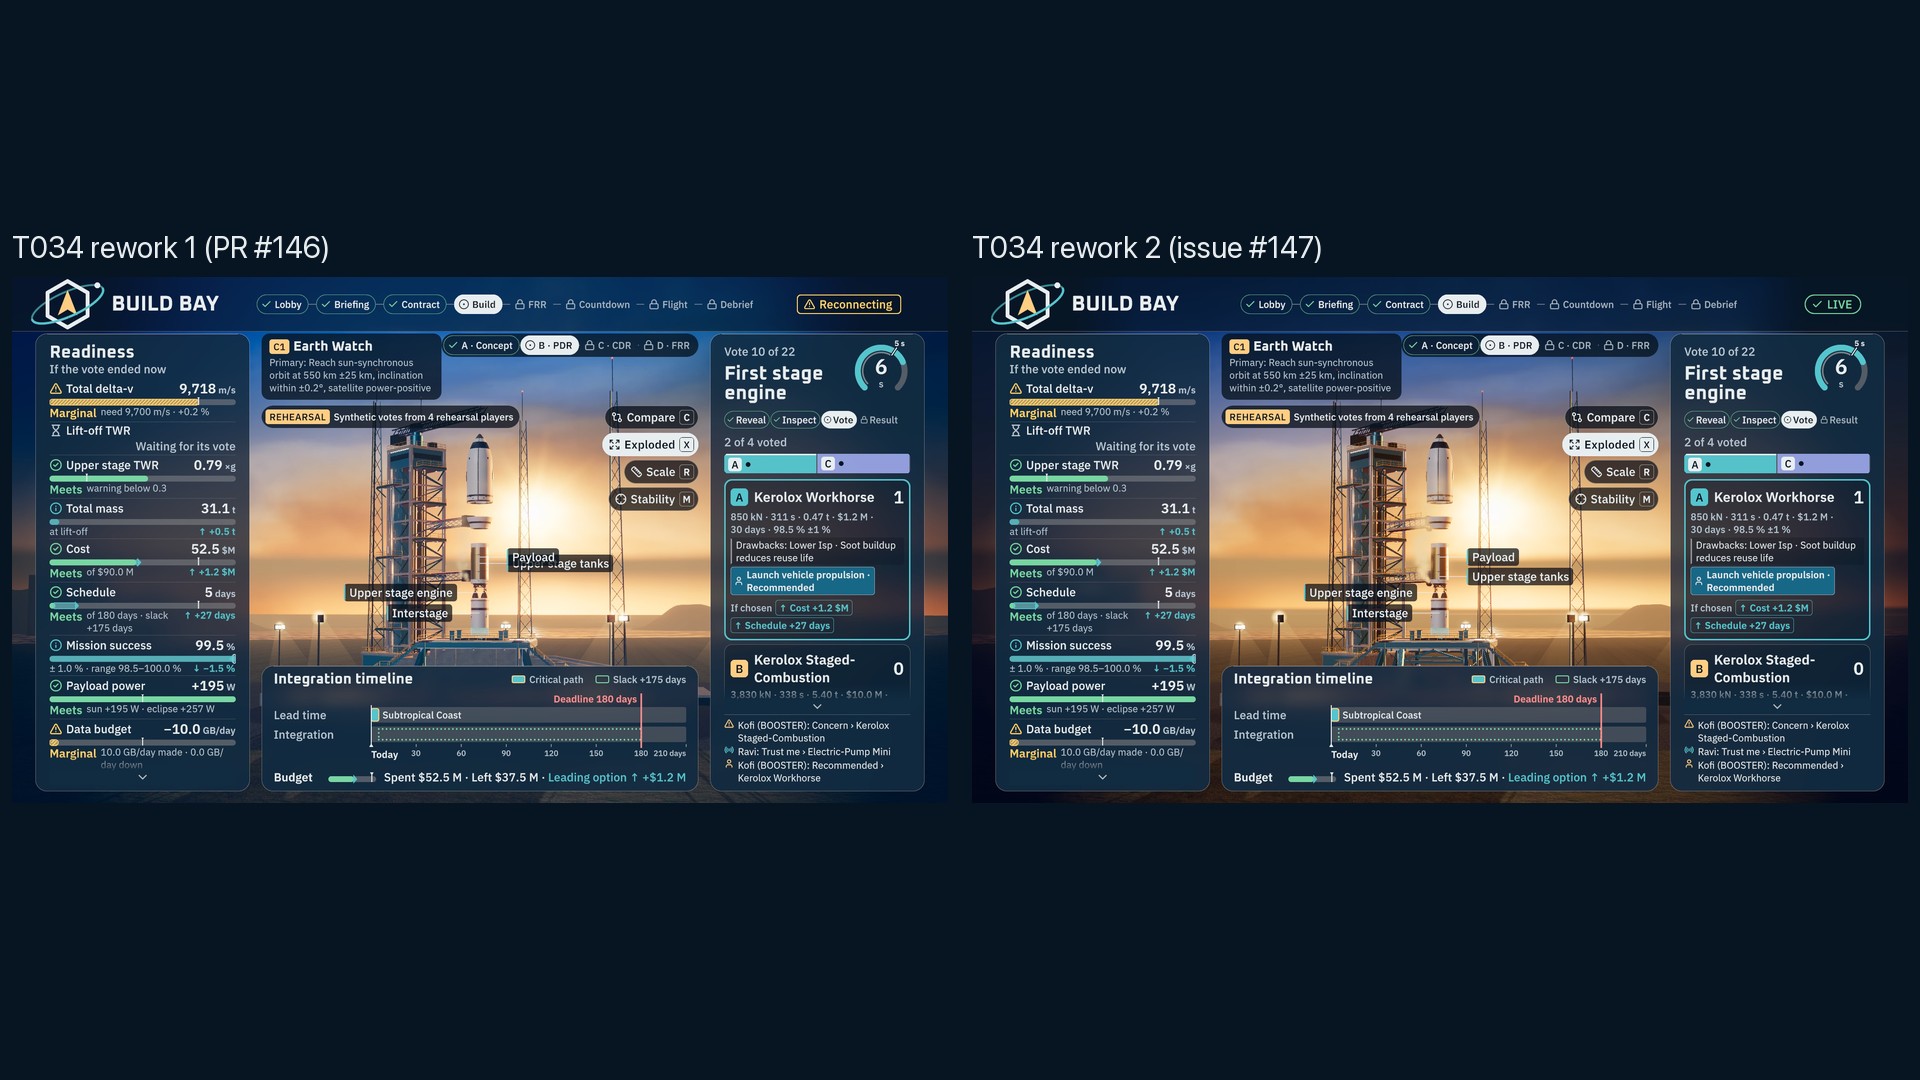 T034 rework 1 (PR #146)
BUILD BAY
Lobby
Briefing
Contract
Build
FRR
Countdown
Flight
Debrief
Reconnecting
Readiness
If the vote ended now
Total delta-v 9,718 m/s
Marginal need 9,700 m/s · +0.2 %
Lift-off TWR
Waiting for its vote
Upper stage TWR 0.79 ×g
Meets warning below 0.3
Total mass 31.1 t
at lift-off ↑ +0.5 t
Cost 52.5 $M
Meets of $90.0 M ↑ +1.2 $M
Schedule 5 days
Meets of 180 days · slack ↑ +27 days
+175 days
Mission success 99.5 %
± 1.0 % · range 98.5–100.0 % ↓ −1.5 %
Payload power +195 W
Meets sun +195 W · eclipse +257 W
Data budget −10.0 GB/day
Marginal 10.0 GB/day made · 0.0 GB/
day down
C1 Earth Watch
Primary: Reach sun-synchronous
orbit at 550 km ±25 km, inclination
within ±0.2°, satellite power-positive
A · Concept
B · PDR
C · CDR
D · FRR
REHEARSAL Synthetic votes from 4 rehearsal players
Compare C
Exploded X
Scale R
Stability M
Payload
Upper stage tanks
Upper stage engine
Interstage
Integration timeline
Critical path
Slack +175 days
Deadline 180 days
Lead time Subtropical Coast
Integration
Today 30 60 90 120 150 180 210 days
Budget Spent $52.5 M · Left $37.5 M · Leading option ↑ +$1.2 M
Vote 10 of 22
First stage
engine
5 s
6
s
Reveal
Inspect
Vote
Result
2 of 4 voted
A
C
A Kerolox Workhorse 1
850 kN · 311 s · 0.47 t · $1.2 M ·
30 days · 98.5 % ±1 %
Drawbacks: Lower Isp · Soot buildup
reduces reuse life
Launch vehicle propulsion ·
Recommended
If chosen ↑ Cost +1.2 $M
↑ Schedule +27 days
B Kerolox Staged-
Combustion 0
3,830 kN · 338 s · 5.40 t · $10.0 M ·
Kofi (BOOSTER): Concern › Kerolox
Staged-Combustion
Ravi: Trust me › Electric-Pump Mini
Kofi (BOOSTER): Recommended ›
Kerolox Workhorse
T034 rework 2 (issue #147)
BUILD BAY
Lobby
Briefing
Contract
Build
FRR
Countdown
Flight
Debrief
LIVE
Readiness
If the vote ended now
Total delta-v 9,718 m/s
Marginal need 9,700 m/s · +0.2 %
Lift-off TWR
Waiting for its vote
Upper stage TWR 0.79 ×g
Meets warning below 0.3
Total mass 31.1 t
at lift-off ↑ +0.5 t
Cost 52.5 $M
Meets of $90.0 M ↑ +1.2 $M
Schedule 5 days
Meets of 180 days · slack ↑ +27 days
+175 days
Mission success 99.5 %
± 1.0 % · range 98.5–100.0 % ↓ −1.5 %
Payload power +195 W
Meets sun +195 W · eclipse +257 W
Data budget −10.0 GB/day
Marginal 10.0 GB/day made · 0.0 GB/
day down
C1 Earth Watch
Primary: Reach sun-synchronous
orbit at 550 km ±25 km, inclination
within ±0.2°, satellite power-positive
A · Concept
B · PDR
C · CDR
D · FRR
REHEARSAL Synthetic votes from 4 rehearsal players
Compare C
Exploded X
Scale R
Stability M
Payload
Upper stage tanks
Upper stage engine
Interstage
Integration timeline
Critical path
Slack +175 days
Deadline 180 days
Lead time Subtropical Coast
Integration
Today 30 60 90 120 150 180 210 days
Budget Spent $52.5 M · Left $37.5 M · Leading option ↑ +$1.2 M
Vote 10 of 22
First stage
engine
5 s
6
s
Reveal
Inspect
Vote
Result
2 of 4 voted
A
C
A Kerolox Workhorse 1
850 kN · 311 s · 0.47 t · $1.2 M ·
30 days · 98.5 % ±1 %
Drawbacks: Lower Isp · Soot buildup
reduces reuse life
Launch vehicle propulsion ·
Recommended
If chosen ↑ Cost +1.2 $M
↑ Schedule +27 days
B Kerolox Staged-
Combustion 0
3,830 kN · 338 s · 5.40 t · $10.0 M ·
Kofi (BOOSTER): Concern › Kerolox
Staged-Combustion
Ravi: Trust me › Electric-Pump Mini
Kofi (BOOSTER): Recommended ›
Kerolox Workhorse